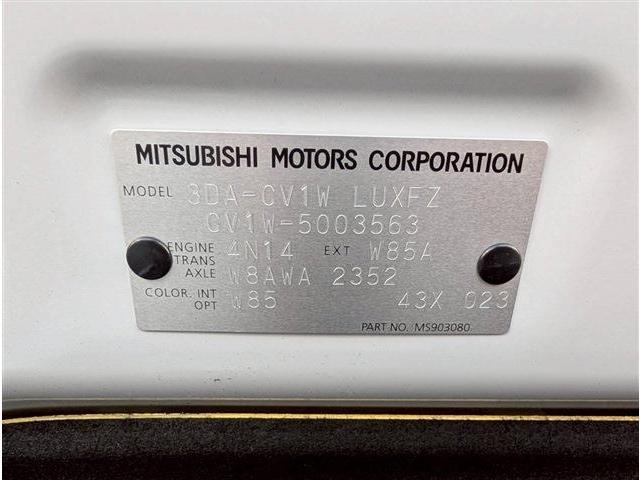 MITSUBISHI MOTORS CORPORATION
MODEL 3DA-CV1W LUXFZ
CV1W-5003563
ENGINE 4N14 EXT W85A
TRANS
AXLE W8AWA 2352
COLOR. INT W85 43X 023
OPT
PART NO. MS903080